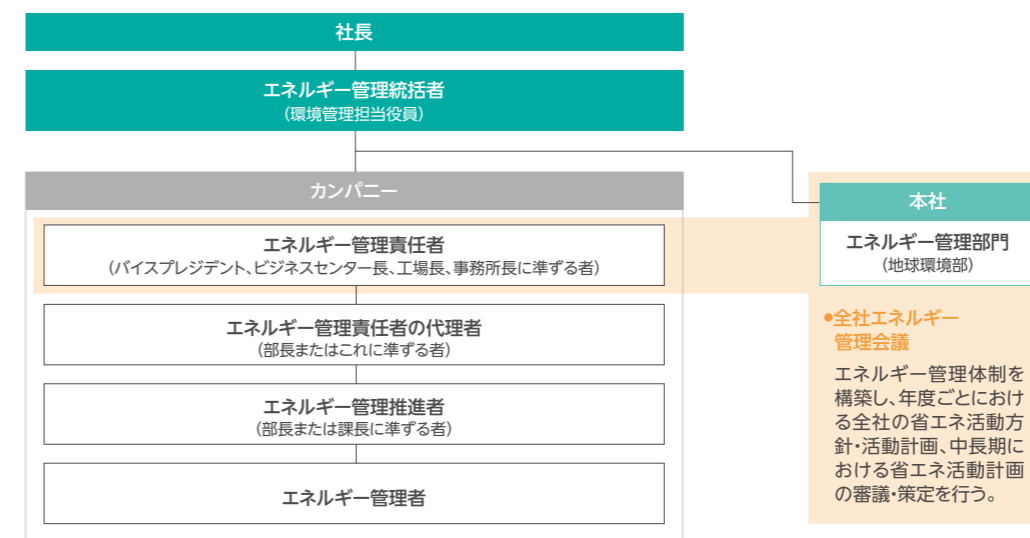 社長
エネルギー管理統括者
(環境管理担当役員)
カンパニー
エネルギー管理責任者
(バイスプレジデント、ビジネスセンター長、工場長、事務所長に準ずる者)
エネルギー管理責任者の代理者
(部長またはこれに準ずる者)
エネルギー管理推進者
(部長または課長に準ずる者)
エネルギー管理者
本社
エネルギー管理部門
(地球環境部)
●全社エネルギー
管理会議
エネルギー管理体制を
構築し、年度ごとにおけ
る全社の省エネ活動方
針・活動計画、中長期に
おける省エネ活動計画
の審議・策定を行う。